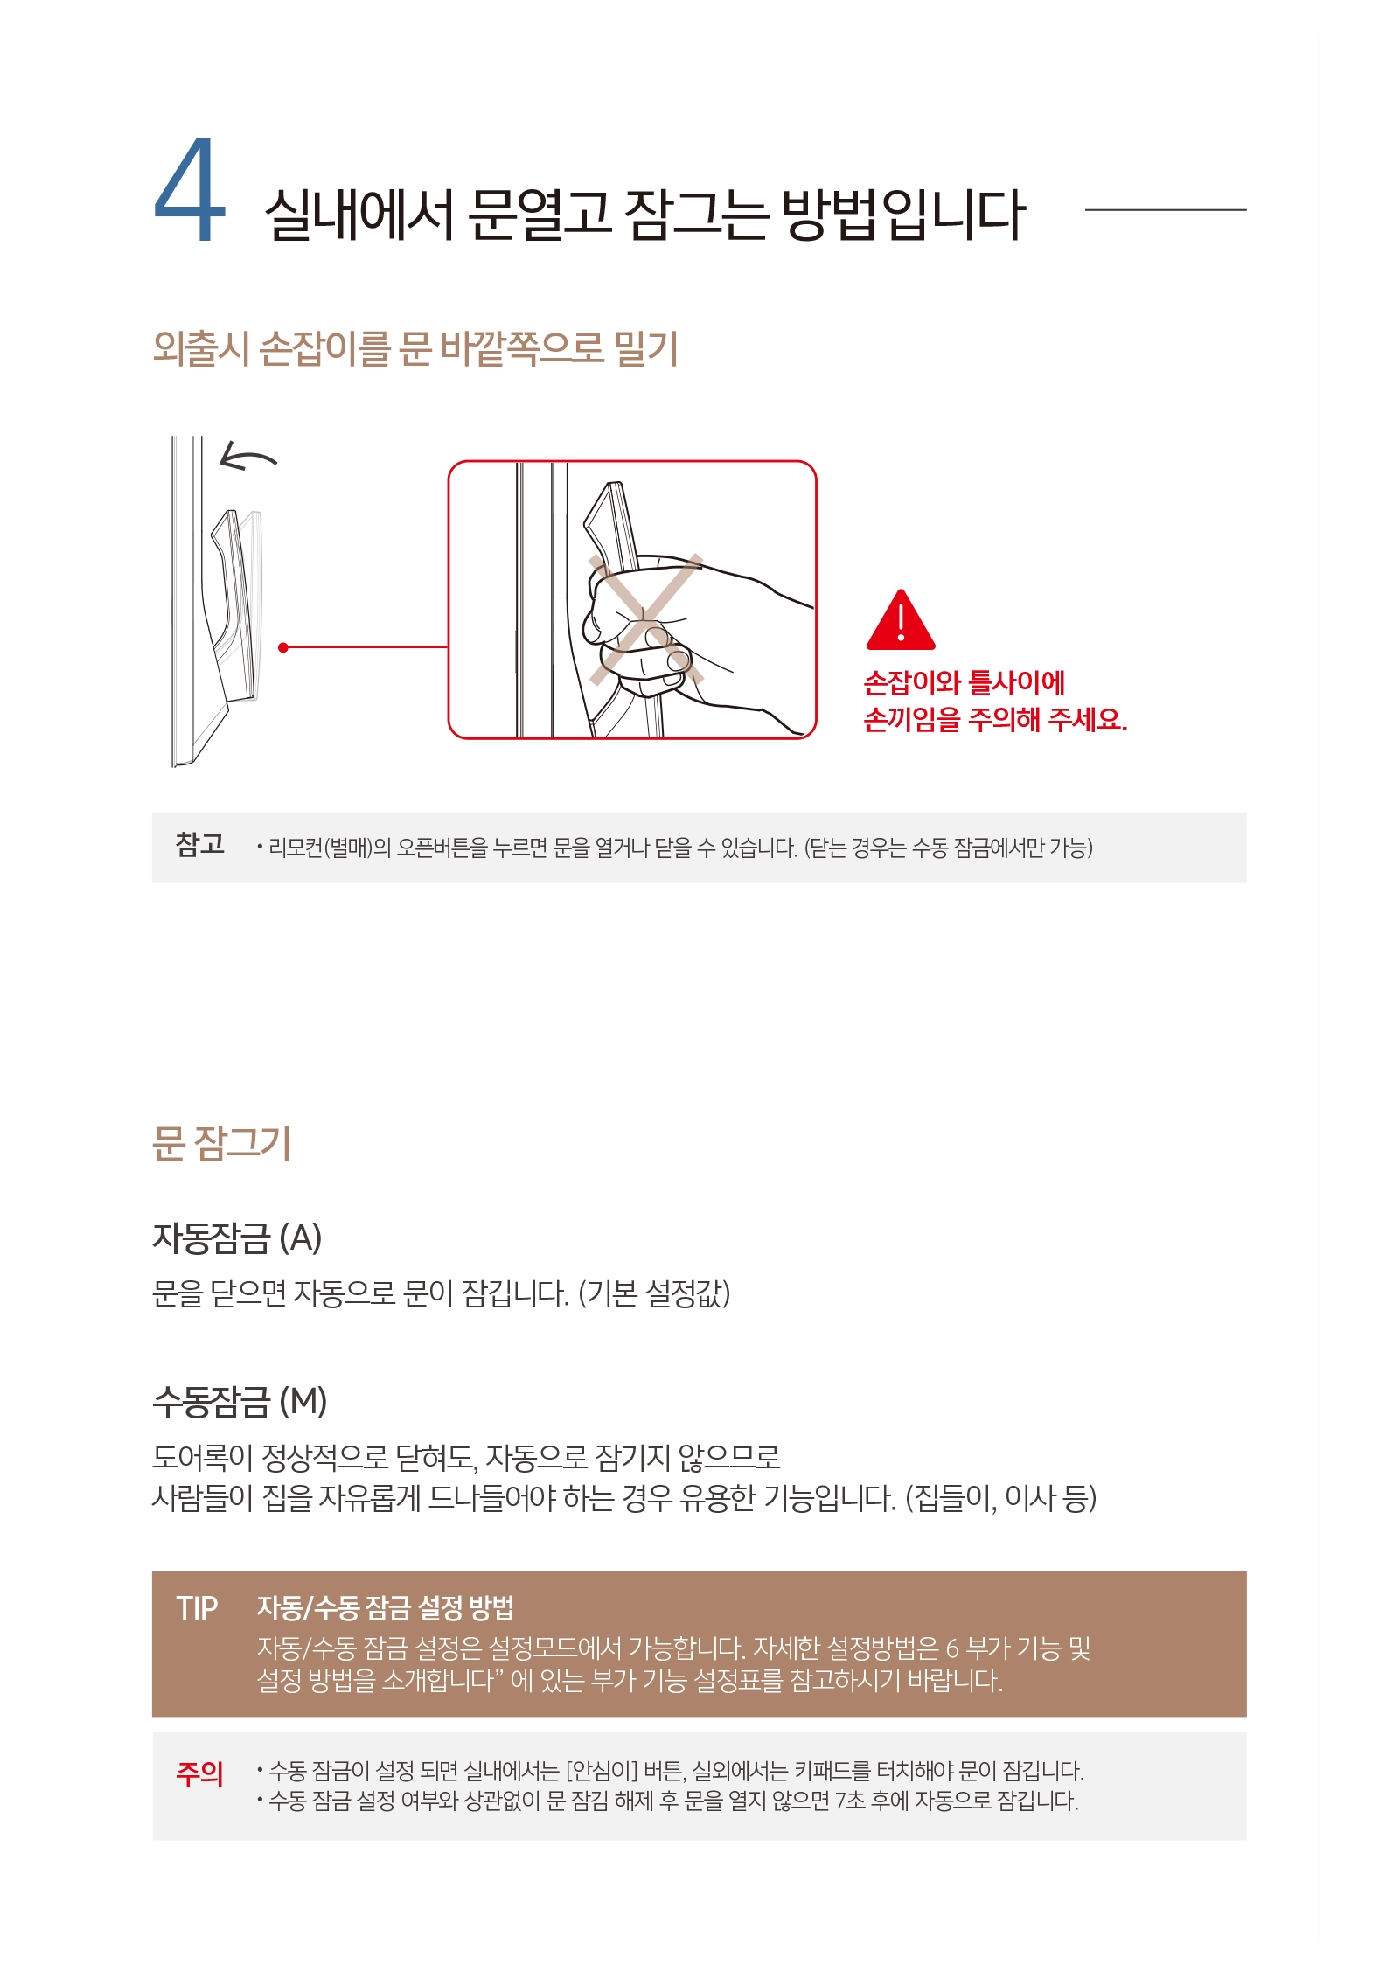 4 실내에서 문열고 잠그는 방법입니다
외출시 손잡이를 문 바깥쪽으로 밀기
손잡이와 틀사이에
손끼임을 주의해 주세요.
참고 • 리모컨(별매)의 오픈버튼을 누르면 문을 열거나 닫을 수 있습니다. (닫는 경우는 수동 잠금에서만 가능)
문 잠그기
자동잠금 (A)
문을 닫으면 자동으로 문이 잠깁니다. (기본 설정값)
수동잠금 (M)
도어록이 정상적으로 닫혀도, 자동으로 잠기지 않으므로
사람들이 집을 자유롭게 드나들어야 하는 경우 유용한 기능입니다. (집들이, 이사 등)
TIP 자동/수동 잠금 설정 방법
자동/수동 잠금 설정은 설정모드에서 가능합니다. 자세한 설정방법은 6 부가 기능 및
설정 방법을 소개합니다” 에 있는 부가 기능 설정표를 참고하시기 바랍니다.
주의 • 수동 잠금이 설정 되면 실내에서는 [안심이] 버튼, 실외에서는 키패드를 터치해야 문이 잠깁니다.
• 수동 잠금 설정 여부와 상관없이 문 잠김 해제 후 문을 열지 않으면 7초 후에 자동으로 잠깁니다.